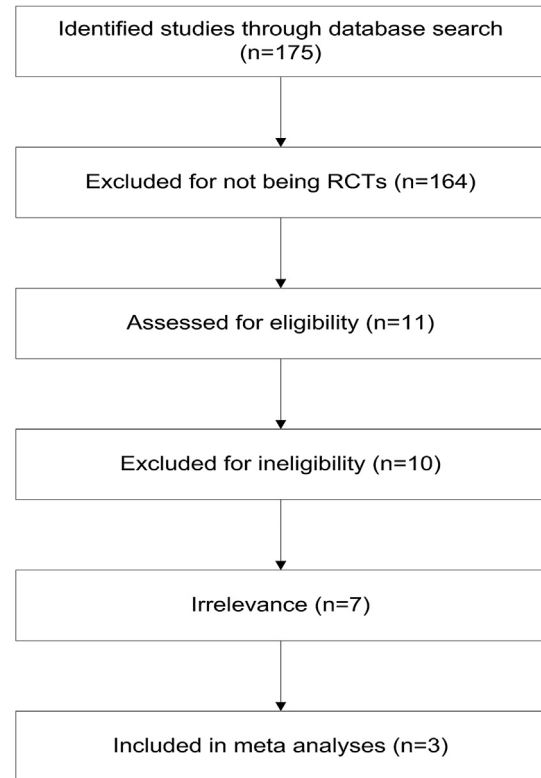 Identified studies through database search
(n=175)
Excluded for not being RCTs (n=164)
Assessed for eligibility (n=11)
Excluded for ineligibility (n=10)
Irrelevance (n=7)
Included in meta analyses (n=3)